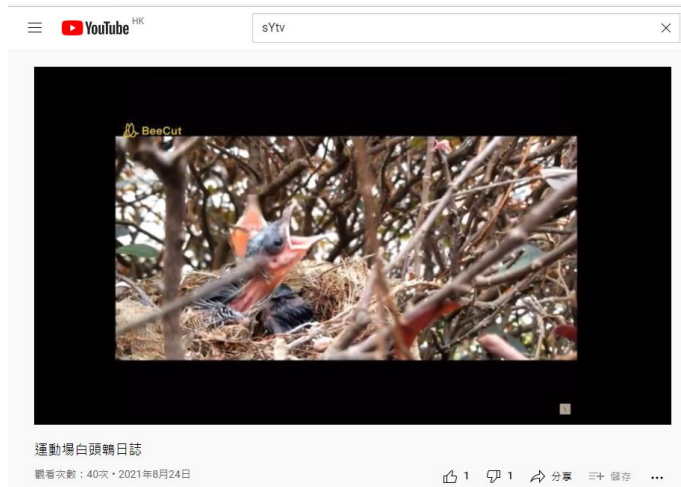 YouTube HK
sYtv
BeeCut
運動場白頭鵯日誌
觀看次數：40次・2021年8月24日
1
1
分享
儲存